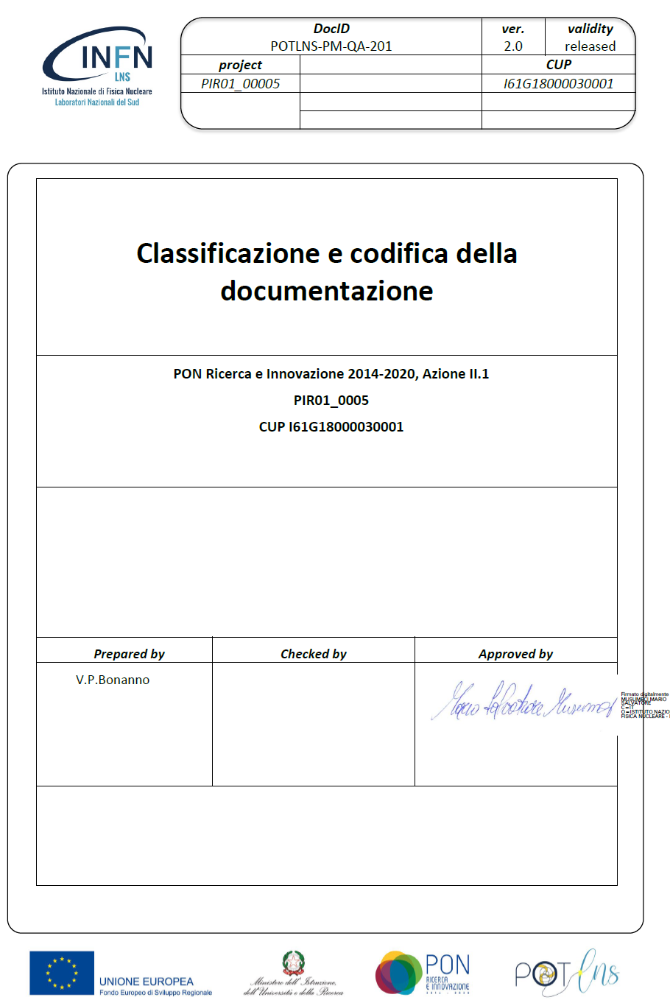 INFN
LNS
Istituto Nazionale di Fisica Nucleare
Laboratori Nazionali del Sud
DocID ver. validity
POTLNS-PM-QA-201 2.0 released
project CUP
PIR01_00005 I61G18000030001
Classificazione e codifica della
documentazione
PON Ricerca e Innovazione 2014-2020, Azione II.1
PIR01_0005
CUP I61G18000030001
Prepared by Checked by Approved by
V.P.Bonanno
Mario Salvatore Musumeci
Firmato digitalmente
MUSUMECI MARIO
SALVATORE
C=IT
O=ISTITUTO NAZIO
FISICA NUCLEARE -
UNIONE EUROPEA
Fondo Europeo di Sviluppo Regionale
Ministero dell'Istruzione,
dell'Università e della Ricerca
PON
RICERCA
E INNOVAZIONE
2014 - 2020
POT lns